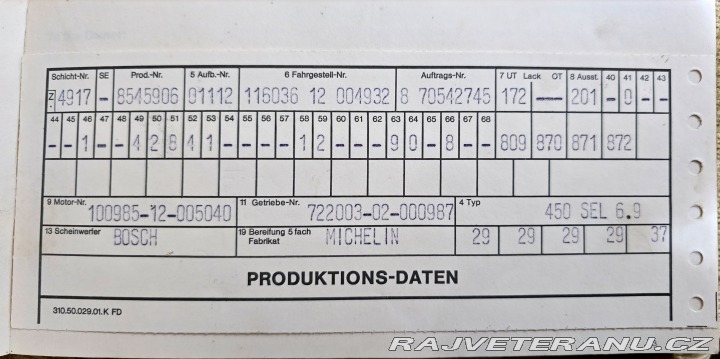 Schicht-Nr. SE Prod.-Nr. 5 Aufb.-Nr. 6 Fahrgestell-Nr. Auftrags-Nr. 7 UT Lack OT 8 Ausst. 40 41 42 43
Z. 4917 - 8545906 01112 116036 12 004932 8 70542745 172 --- 201 - 0 - -
44 45 46 47 48 49 50 51 52 53 54 55 56 57 58 59 60 61 62 63 64 65 66 67 68
- - 1 - - 4 2 8 4 1 - - - - 1 2 - - - 9 0 - 8 - - 809 870 871 872
9 Motor-Nr. 100985-12-005040 11 Getriebe-Nr. 722003-02-000987 4 Typ 450 SEL 6.9
13 Scheinwerfer BOSCH 19 Bereifung 5 fach Fabrikat MICHELIN 29 29 29 29 37
PRODUKTIONS-DATEN
310.50.029.01.K FD
RAJVETERANU.CZ